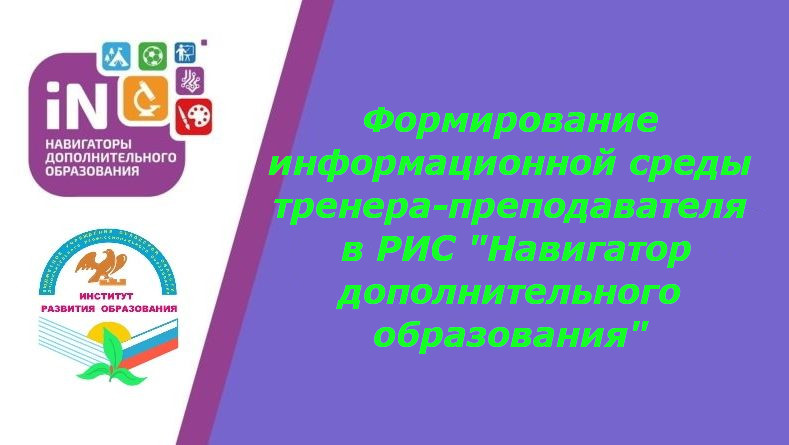 iN
НАВИГАТОРЫ
ДОПОЛНИТЕЛЬНОГО
ОБРАЗОВАНИЯ
ИНСТИТУТ
РАЗВИТИЯ ОБРАЗОВАНИЯ
Формирование
информационной среды
тренера-преподавателя
в РИС "Навигатор
дополнительного
образования"